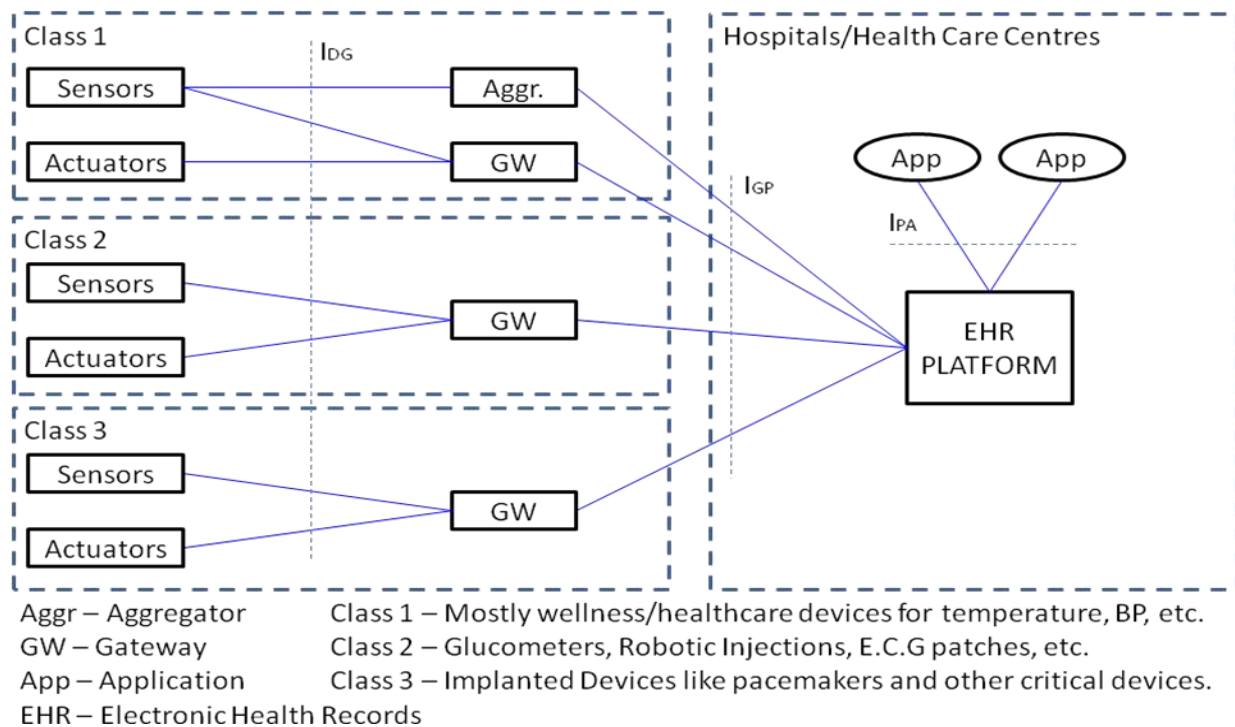 Class 1
IDG
Sensors
Aggr.
Actuators
GW
Class 2
Sensors
GW
Actuators
Class 3
Sensors
GW
Actuators
Hospitals/Health Care Centres
App
App
IGP
IPA
EHR
PLATFORM
Aggr – Aggregator
GW – Gateway
App – Application
EHR – Electronic Health Records
Class 1 – Mostly wellness/healthcare devices for temperature, BP, etc.
Class 2 – Glucometers, Robotic Injections, E.C.G patches, etc.
Class 3 – Implanted Devices like pacemakers and other critical devices.